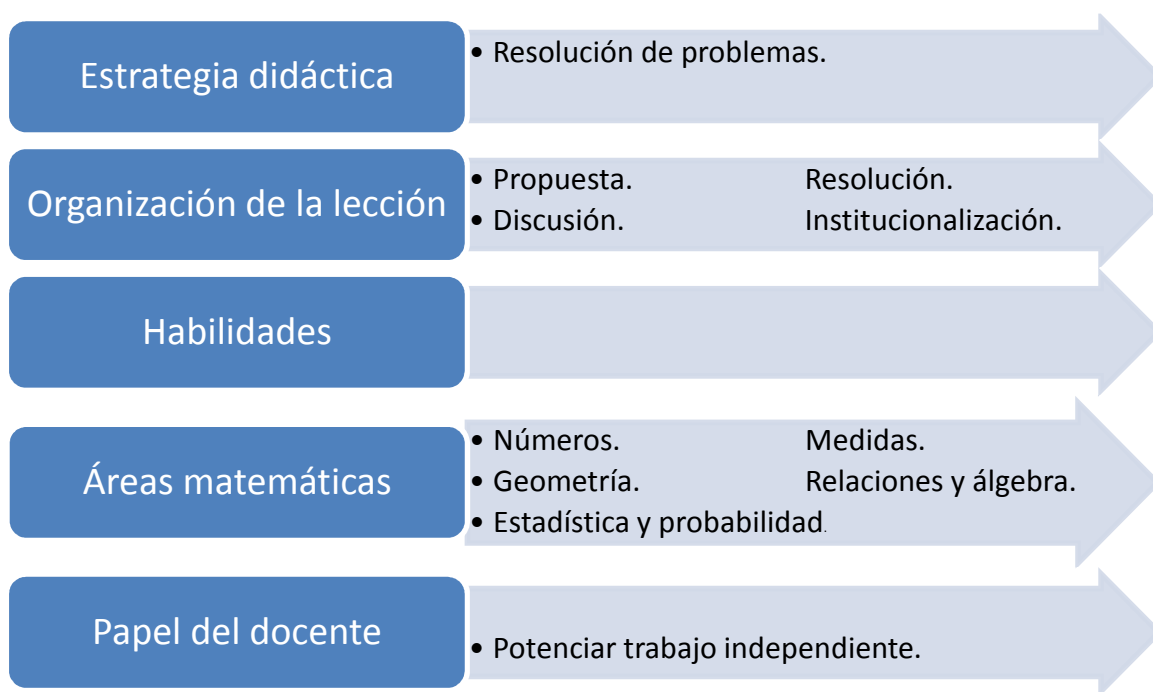 Estrategia didáctica
• Resolución de problemas.
Organización de la lección
• Propuesta. Resolución.
• Discusión. Institucionalización.
Habilidades
Áreas matemáticas
• Números. Medidas.
• Geometría. Relaciones y álgebra.
• Estadística y probabilidad.
Papel del docente
• Potenciar trabajo independiente.